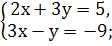 2x + 3y = 5,
3x − y = −9;